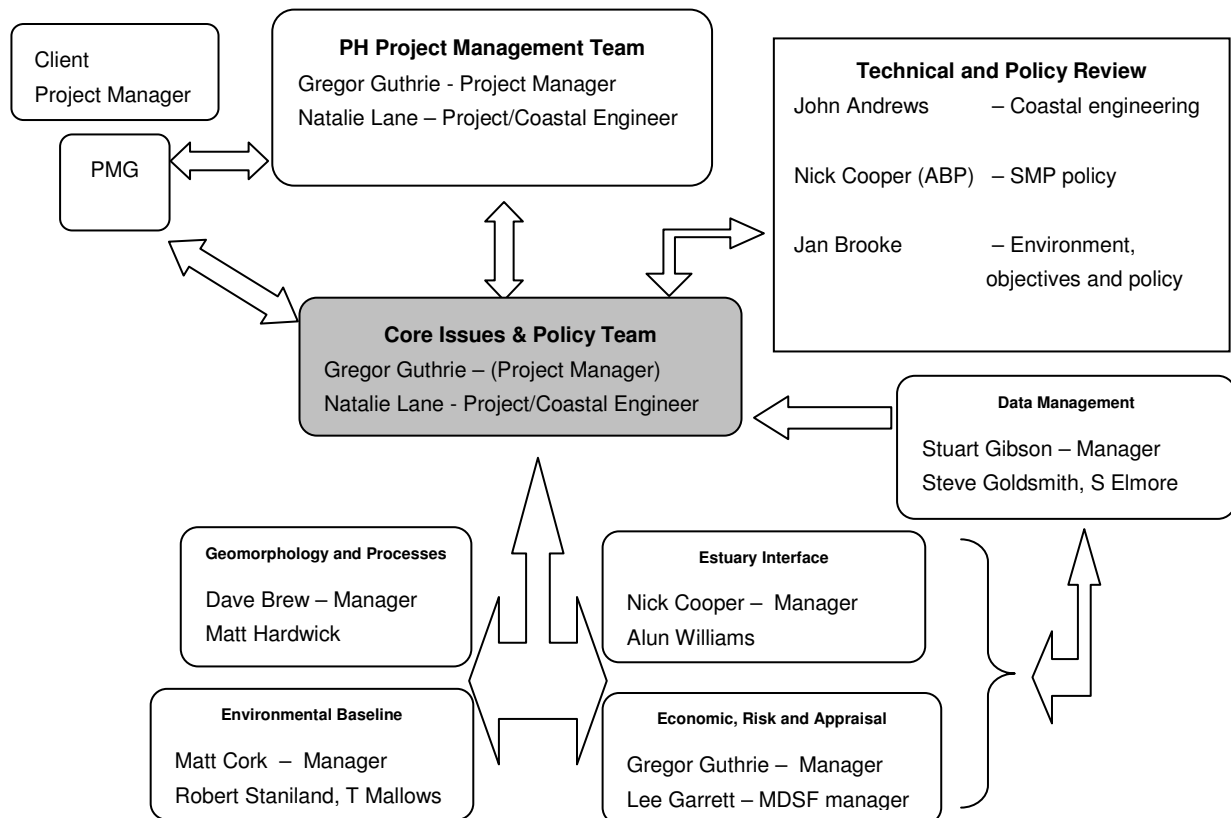 Client
Project Manager
PMG
PH Project Management Team
Gregor Guthrie - Project Manager
Natalie Lane – Project/Coastal Engineer
Technical and Policy Review
John Andrews – Coastal engineering
Nick Cooper (ABP) – SMP policy
Jan Brooke – Environment,
objectives and policy
Core Issues & Policy Team
Gregor Guthrie – (Project Manager)
Natalie Lane - Project/Coastal Engineer
Data Management
Stuart Gibson – Manager
Steve Goldsmith, S Elmore
Geomorphology and Processes
Dave Brew – Manager
Matt Hardwick
Estuary Interface
Nick Cooper – Manager
Alun Williams
Environmental Baseline
Matt Cork – Manager
Robert Staniland, T Mallows
Economic, Risk and Appraisal
Gregor Guthrie – Manager
Lee Garrett – MDSF manager